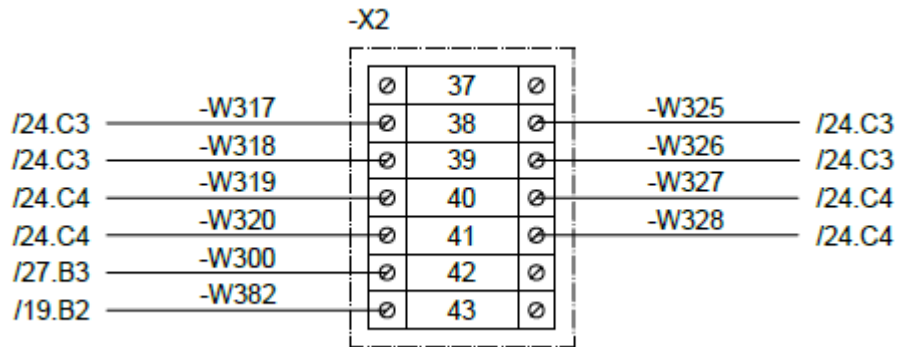 -X2
37
/24.C3 -W317 38 -W325 /24.C3
/24.C3 -W318 39 -W326 /24.C3
/24.C4 -W319 40 -W327 /24.C4
/24.C4 -W320 41 -W328 /24.C4
/27.B3 -W300 42
/19.B2 -W382 43